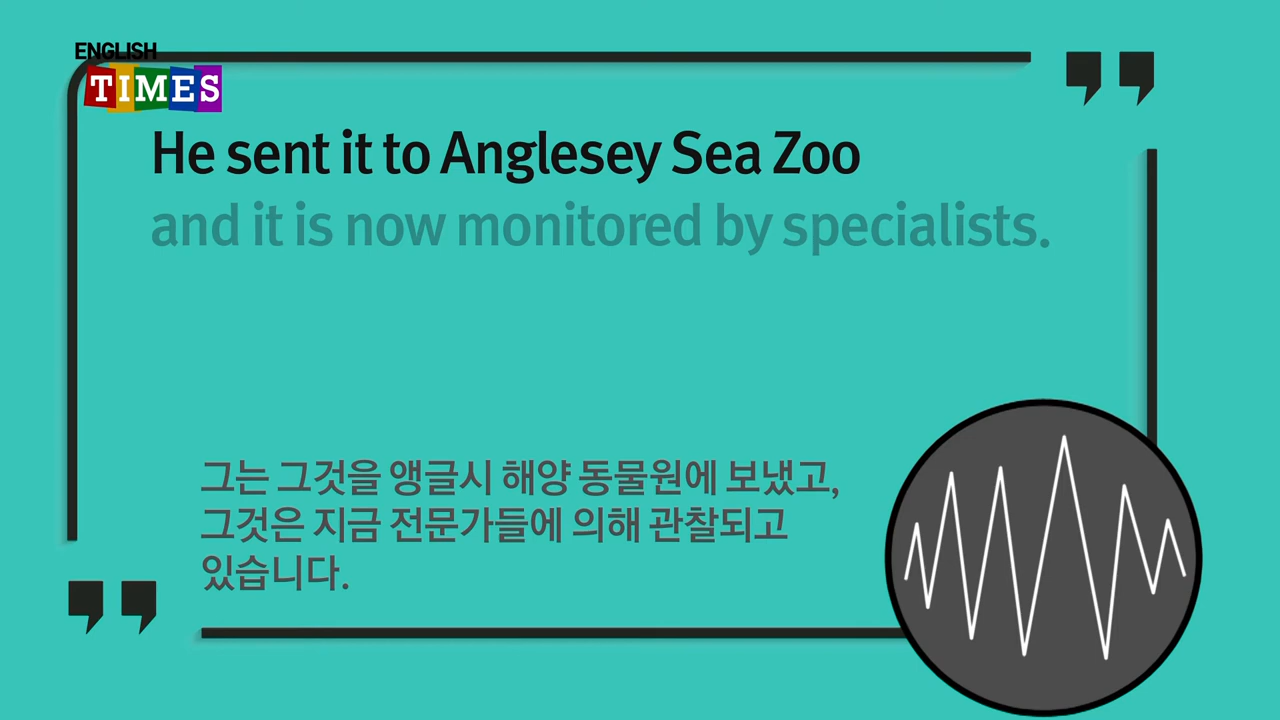 ENGLISH
TIMES
He sent it to Anglesey Sea Zoo
and it is now monitored by specialists.
그는 그것을 앵글시 해양 동물원에 보냈고,
그것은 지금 전문가들에 의해 관찰되고
있습니다.